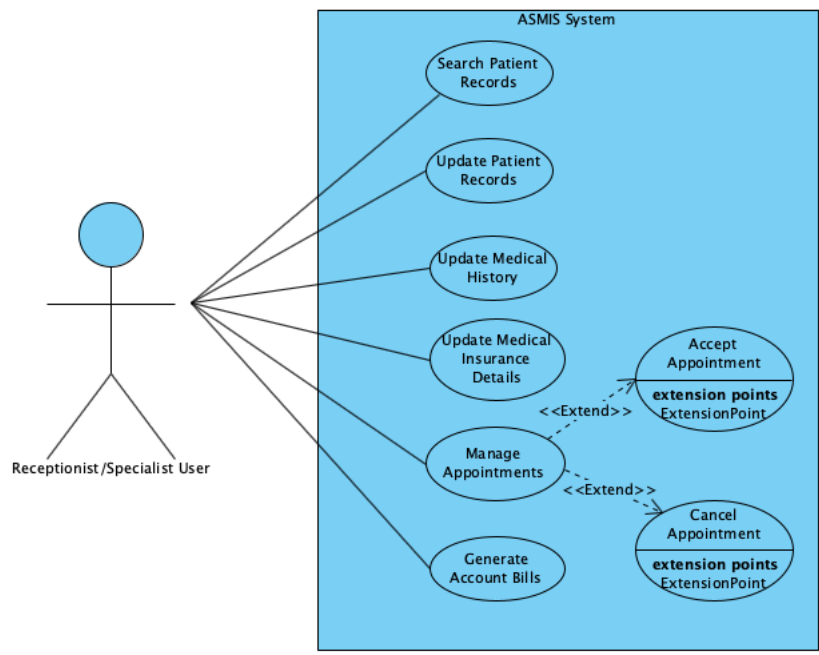 ASMIS System
Search Patient
Records
Update Patient
Records
Update Medical
History
Update Medical
Insurance
Details
Accept
Appointment
extension points
ExtensionPoint
<<Extend>>
Manage
Appointments
<<Extend>>
Cancel
Appointment
extension points
ExtensionPoint
Generate
Account Bills
Receptionist/Specialist User